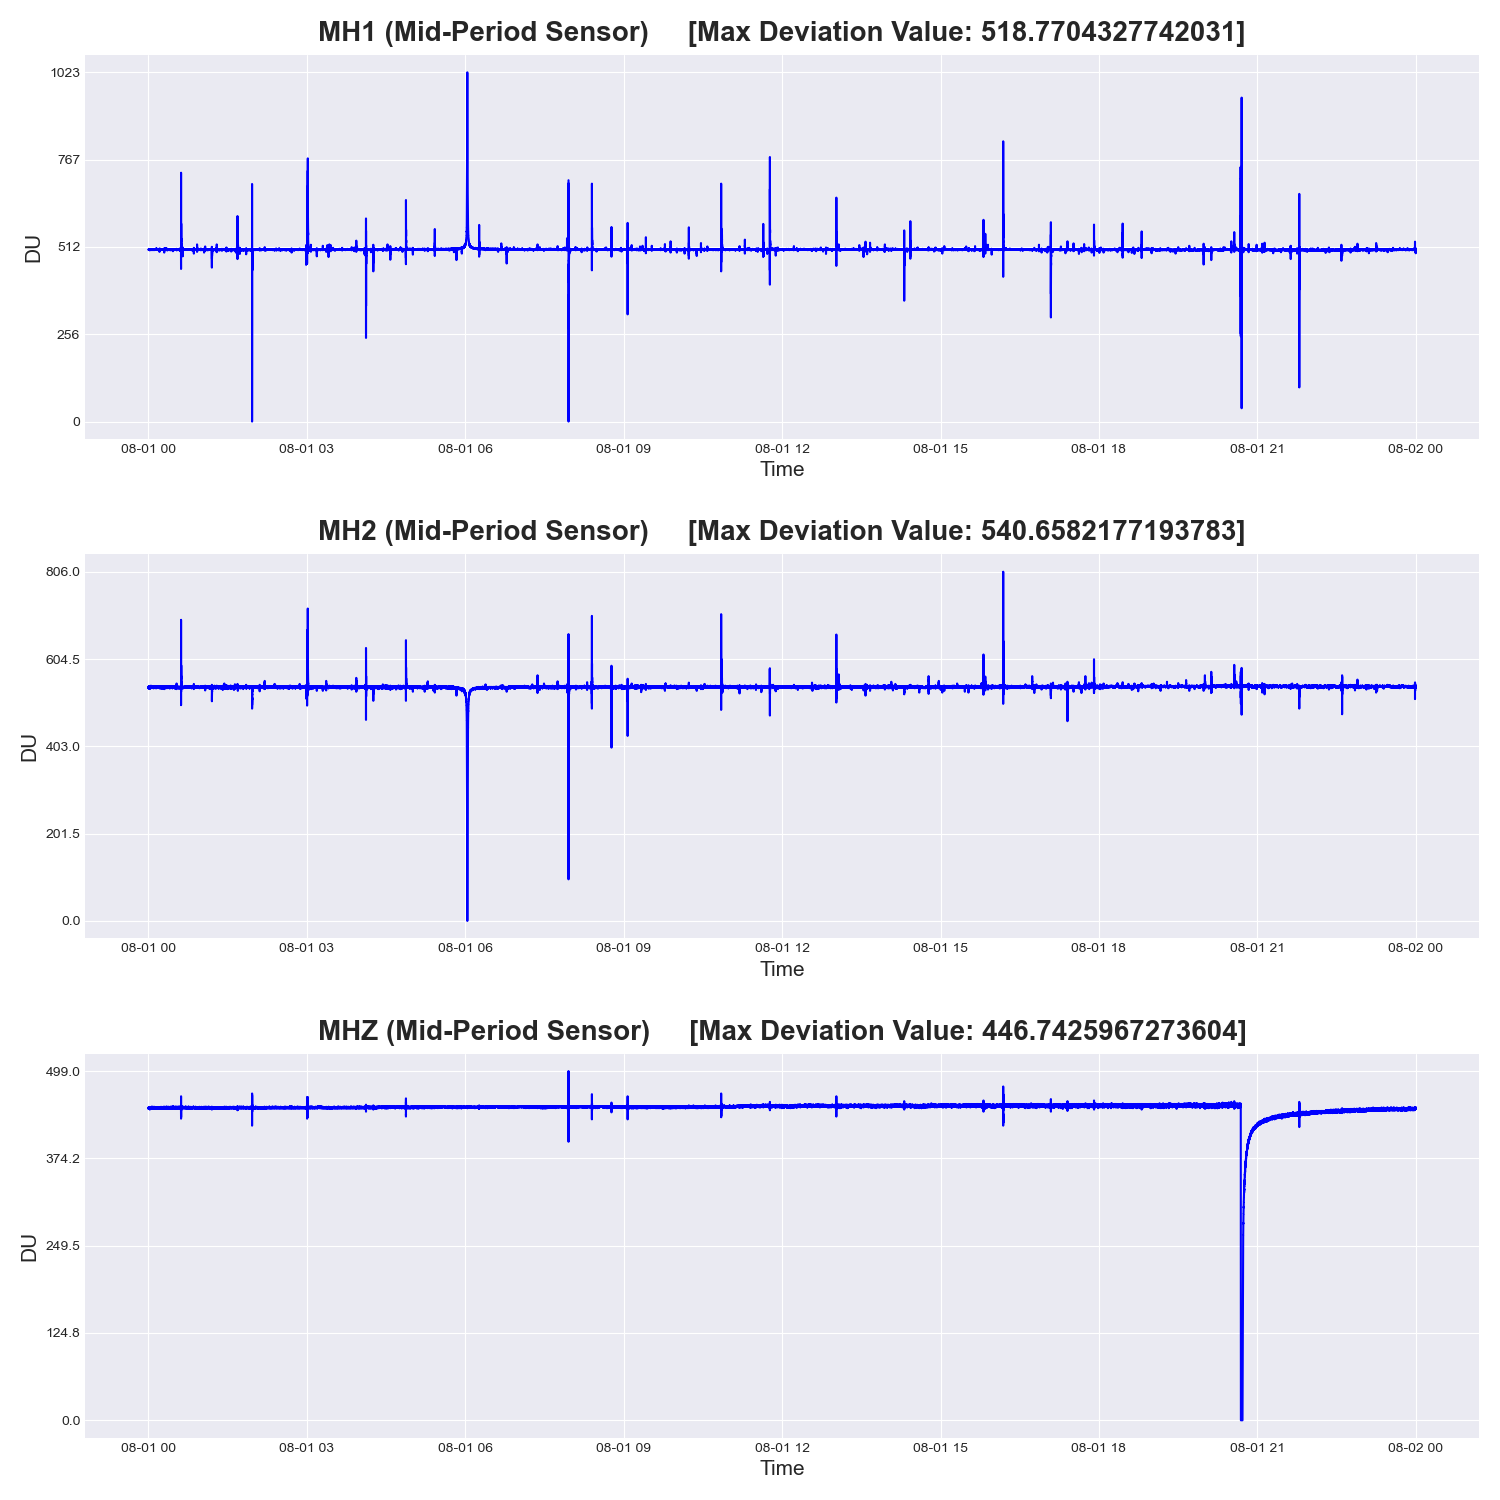 MH1 (Mid-Period Sensor) [Max Deviation Value: 518.7704327742031]
1023
767
512
256
0
DU
08-01 00 08-01 03 08-01 06 08-01 09 08-01 12 08-01 15 08-01 18 08-01 21 08-02 00
Time
MH2 (Mid-Period Sensor) [Max Deviation Value: 540.6582177193783]
806.0
604.5
403.0
201.5
0.0
DU
08-01 00 08-01 03 08-01 06 08-01 09 08-01 12 08-01 15 08-01 18 08-01 21 08-02 00
Time
MHZ (Mid-Period Sensor) [Max Deviation Value: 446.7425967273604]
499.0
374.2
249.5
124.8
0.0
DU
08-01 00 08-01 03 08-01 06 08-01 09 08-01 12 08-01 15 08-01 18 08-01 21 08-02 00
Time